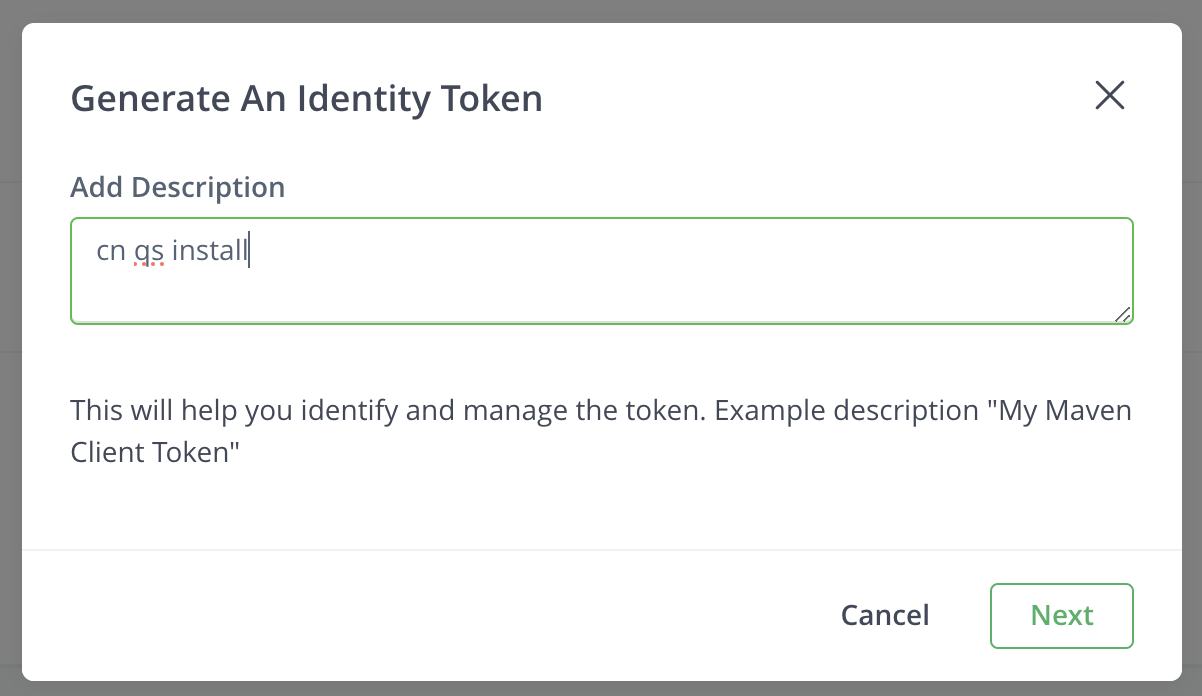 Generate An Identity Token
Add Description
cn qs install
This will help you identify and manage the token. Example description "My Maven
Client Token"
Cancel
Next